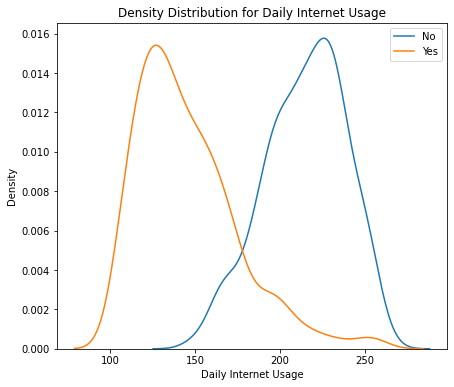 Density Distribution for Daily Internet Usage
No
Yes
0.016
0.014
0.012
0.010
0.008
0.006
0.004
0.002
0.000
Density
100
150
200
250
Daily Internet Usage